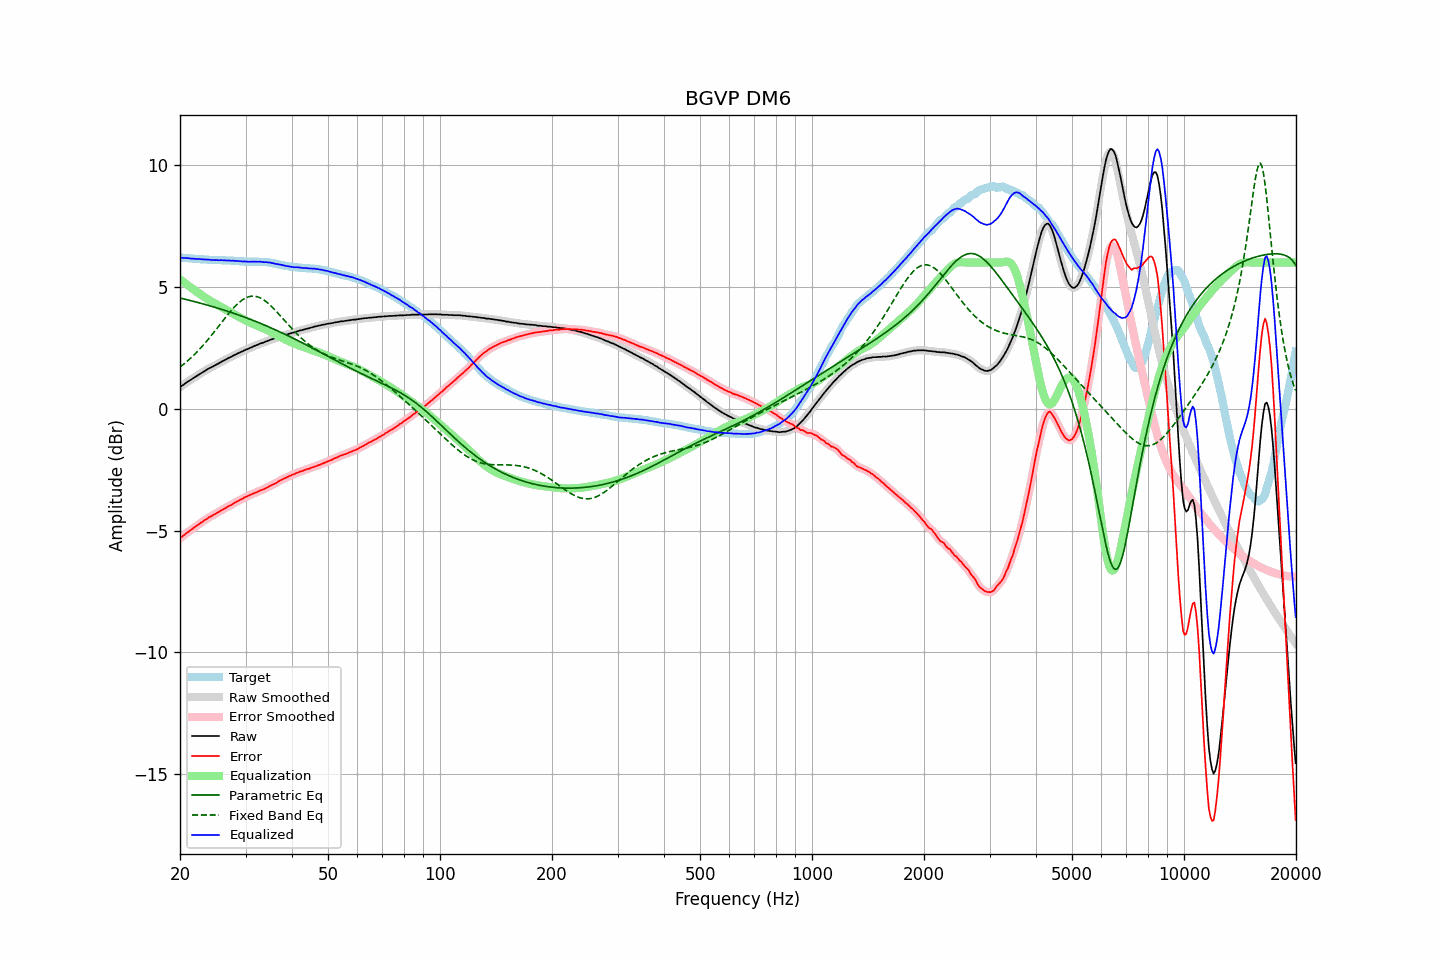 BGVP DM6
Amplitude (dBr)
10
5
0
−5
−10
−15
Target
Raw Smoothed
Error Smoothed
Raw
Error
Equalization
Parametric Eq
Fixed Band Eq
Equalized
20 50 100 200 500 1000 2000 5000 10000 20000
Frequency (Hz)